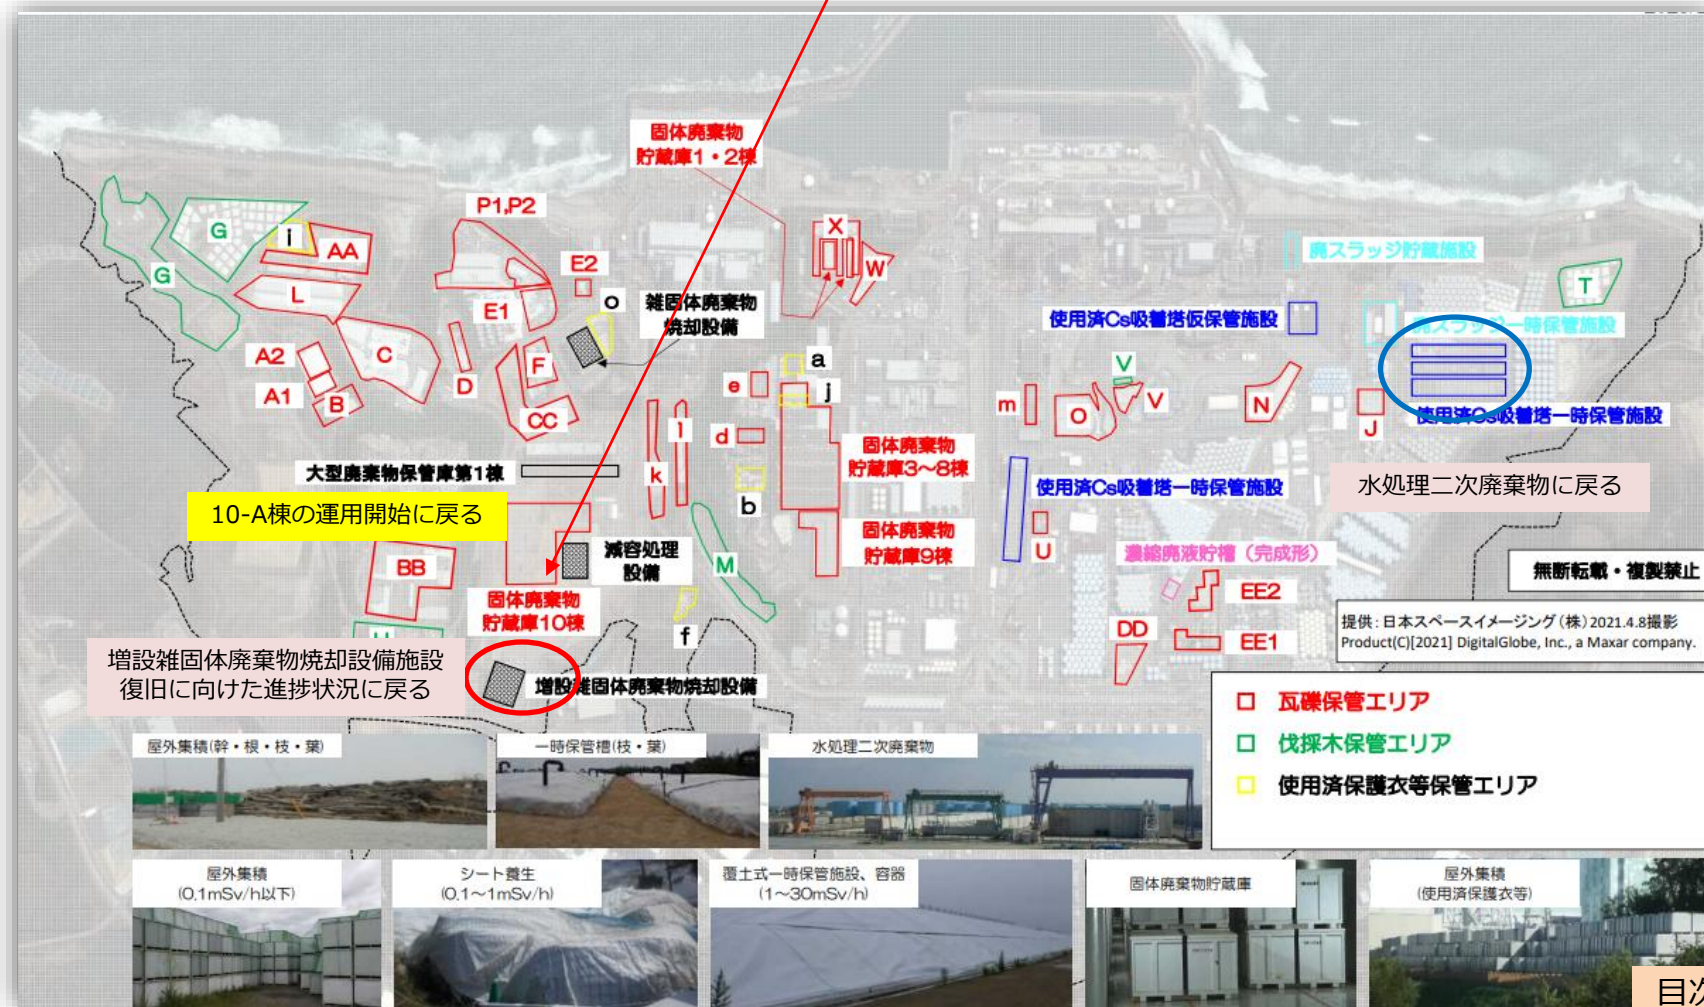 固体廃棄物
貯蔵庫1・2棟
P1,P2
X
G
i
AA
W
E2
廃スラッジ貯蔵施設
G
T
L
o
雑固体廃棄物
焼却設備
E1
使用済Cs吸着塔仮保管施設
廃スラッジ一時保管施設
A2
C
D
F
a
V
e
j
A1
B
m
O
V
N
CC
使用済Cs吸着塔一時保管施設
J
l
d
固体廃棄物
貯蔵庫3～8棟
大型廃棄物保管庫第1棟
k
使用済Cs吸着塔一時保管施設
水処理二次廃棄物に戻る
10-A棟の運用開始に戻る
b
固体廃棄物
貯蔵庫9棟
U
減容処理
設備
濃縮廃液貯槽（完成形）
BB
M
無断転載・複製禁止
固体廃棄物
貯蔵庫10棟
EE2
f
DD
提供：日本スペースイメージング（株）2021.4.8撮影
Product(C)[2021] DigitalGlobe, Inc., a Maxar company.
EE1
増設雑固体廃棄物焼却設備施設
復旧に向けた進捗状況に戻る
増設雑固体廃棄物焼却設備
瓦礫保管エリア
伐採木保管エリア
使用済保護衣等保管エリア
屋外集積(幹・根・枝・葉)
一時保管槽(枝・葉)
水処理二次廃棄物
屋外集積
(0.1mSv/h以下)
シート養生
(0.1～1mSv/h)
覆土式一時保管施設、容器
(1～30mSv/h)
固体廃棄物貯蔵庫
屋外集積
(使用済保護衣等)